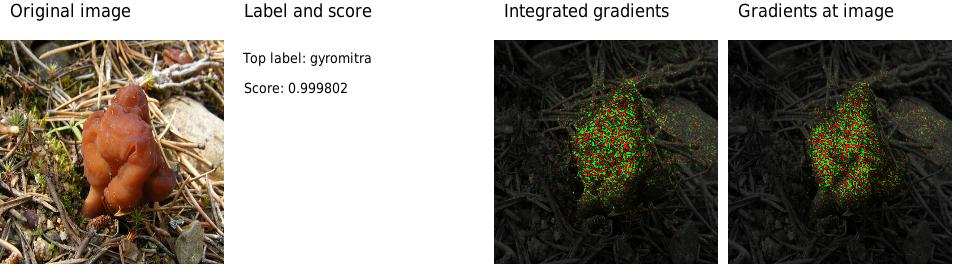 Original image
Label and score
Integrated gradients
Gradients at image
Top label: gyromitra
Score: 0.999802